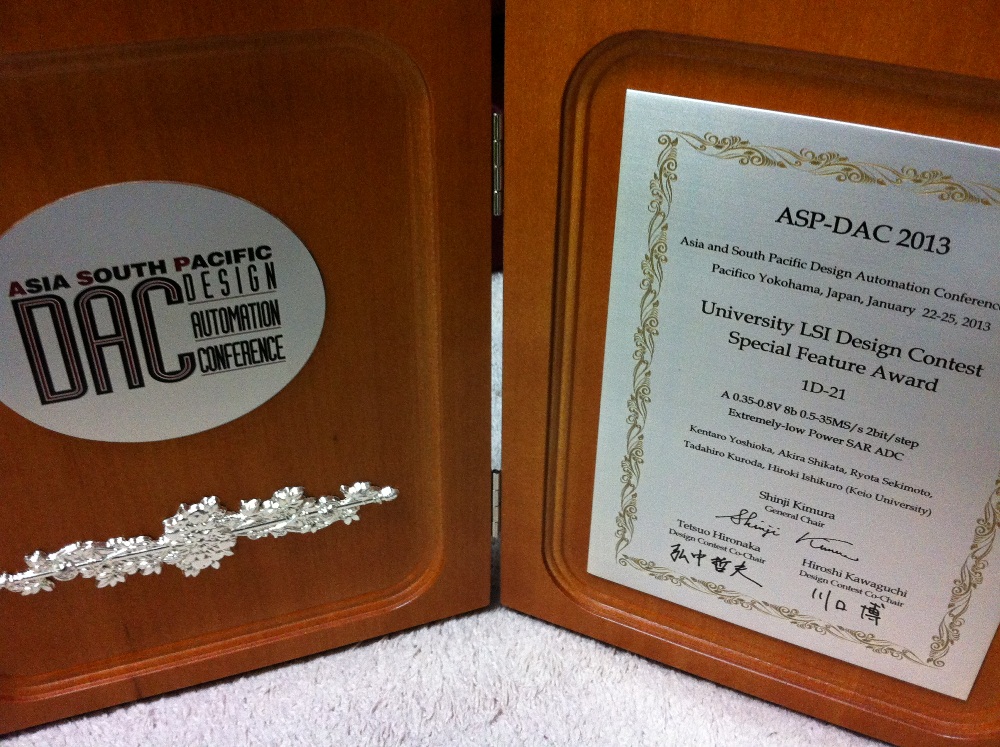 ASIA SOUTH PACIFIC
DAC
DESIGN
AUTOMATION
CONFERENCE
ASP-DAC 2013
Asia and South Pacific Design Automation Conference
Pacifico Yokohama, Japan, January 22-25, 2013
University LSI Design Contest
Special Feature Award
1D-21
A 0.35-0.8V 8b 0.5-35MS/s 2bit/step
Extremely-low Power SAR ADC
Kentaro Yoshioka, Akira Shikata, Ryota Sekimoto,
Tadahiro Kuroda, Hiroki Ishikuro (Keio University)
Shinji Kimura
General Chair
Shinji Kimura
Tetsuo Hironaka
Design Contest Co-Chair
弘中哲夫
Hiroshi Kawaguchi
Design Contest Co-Chair
川口 博